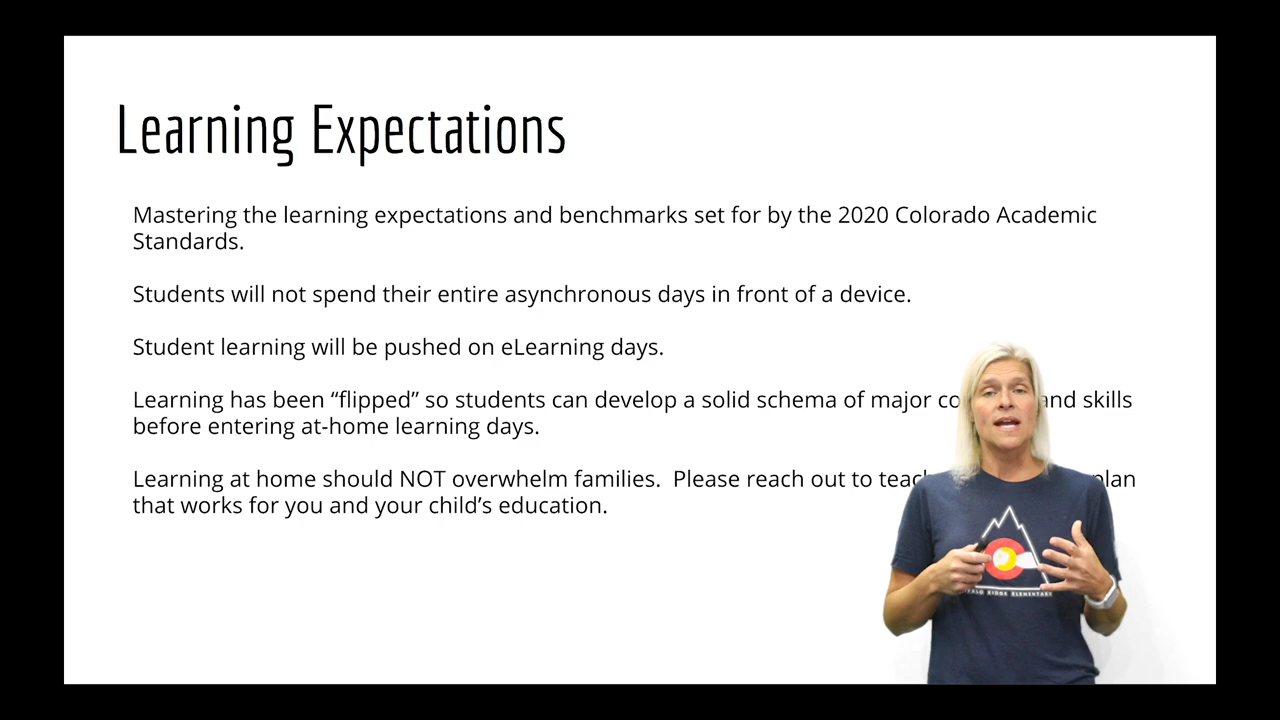 Learning Expectations
Mastering the learning expectations and benchmarks set for by the 2020 Colorado Academic
Standards.
Students will not spend their entire asynchronous days in front of a device.
Student learning will be pushed on eLearning days.
Learning has been “flipped” so students can develop a solid schema of major and skills
before entering at-home learning days.
Learning at home should NOT overwhelm families. Please reach out to plan
that works for you and your child’s education.
RIDGE ELEMENTARY